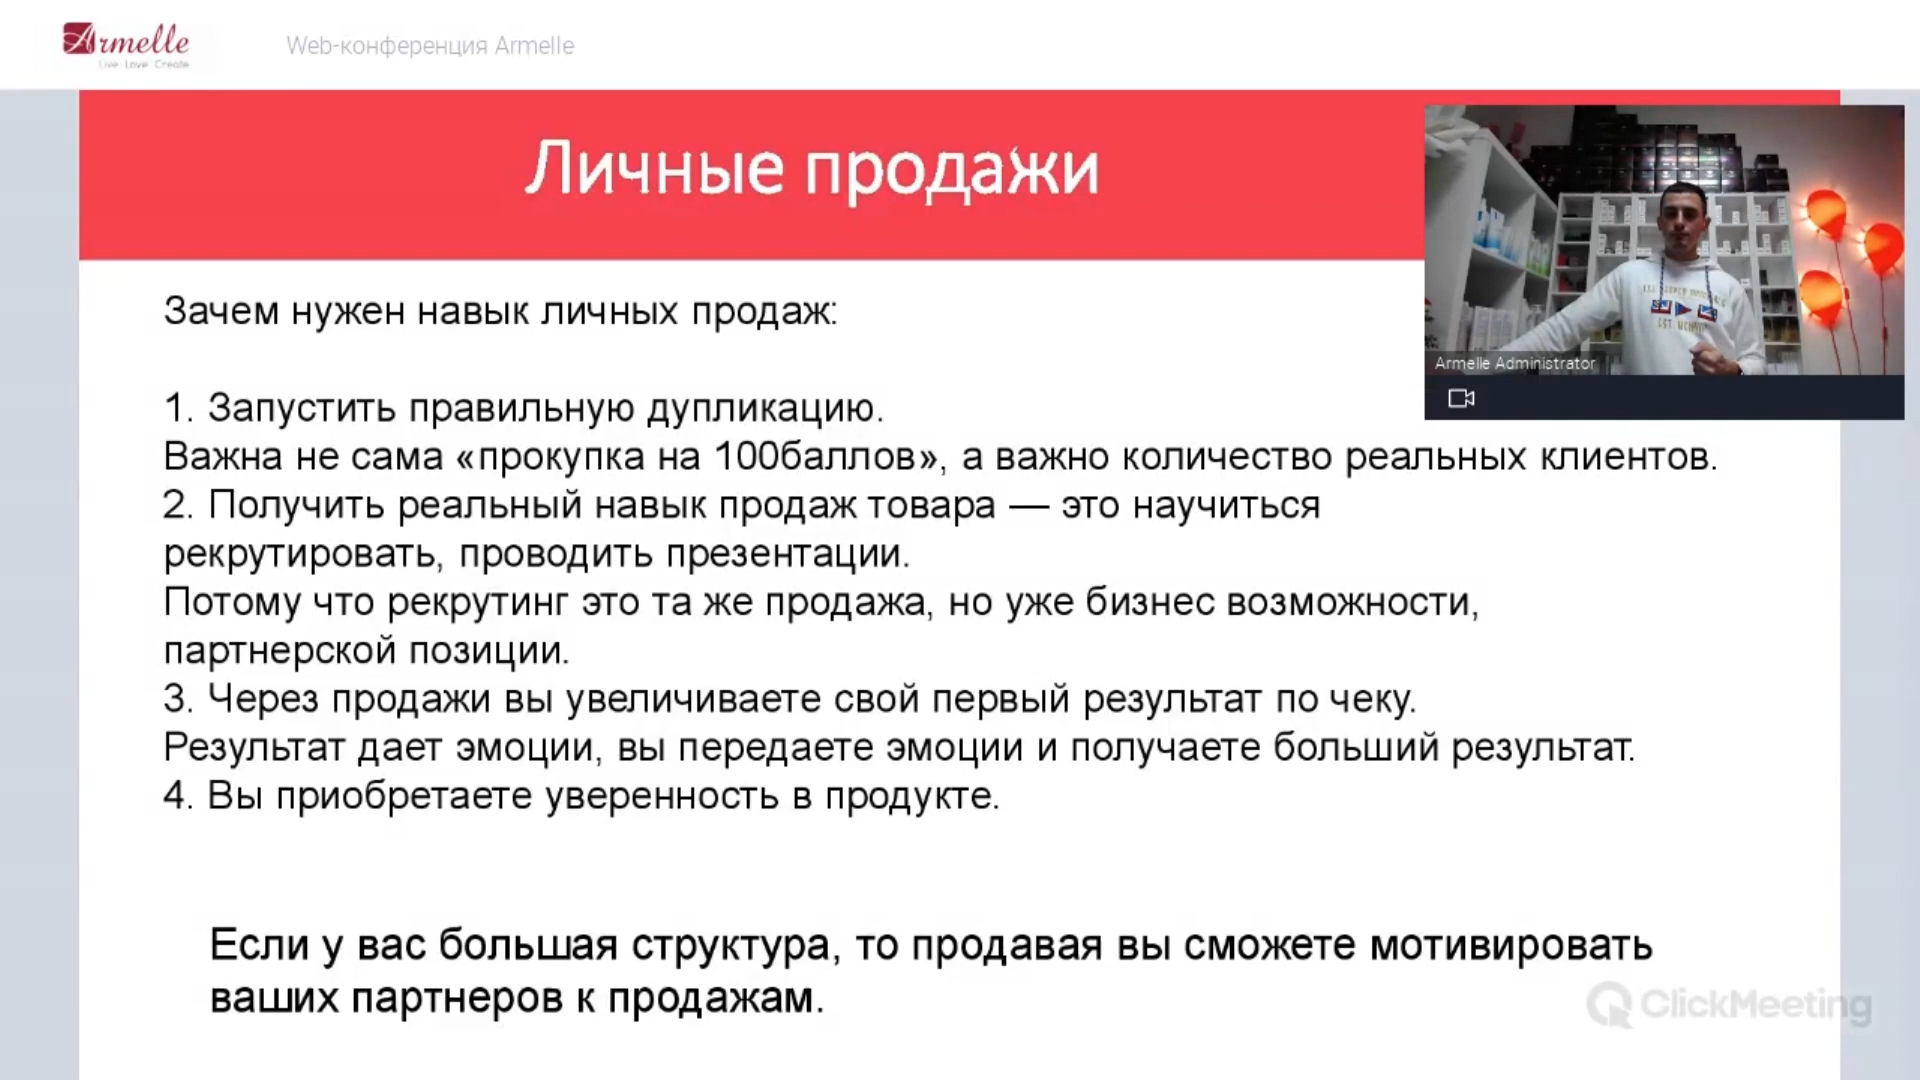 Armelle
Live Love Create
Web-конференция Armelle
Личные продажи
Armelle Administrator
Зачем нужен навык личных продаж:
1. Запустить правильную дупликацию.
Важна не сама «прокупка на 100баллов», а важно количество реальных клиентов.
2. Получить реальный навык продаж товара — это научиться
рекрутировать, проводить презентации.
Потому что рекрутинг это та же продажа, но уже бизнес возможности,
партнерской позиции.
3. Через продажи вы увеличиваете свой первый результат по чеку.
Результат дает эмоции, вы передаете эмоции и получаете больший результат.
4. Вы приобретаете уверенность в продукте.
Если у вас большая структура, то продавая вы сможете мотивировать
ваших партнеров к продажам.
ClickMeeting